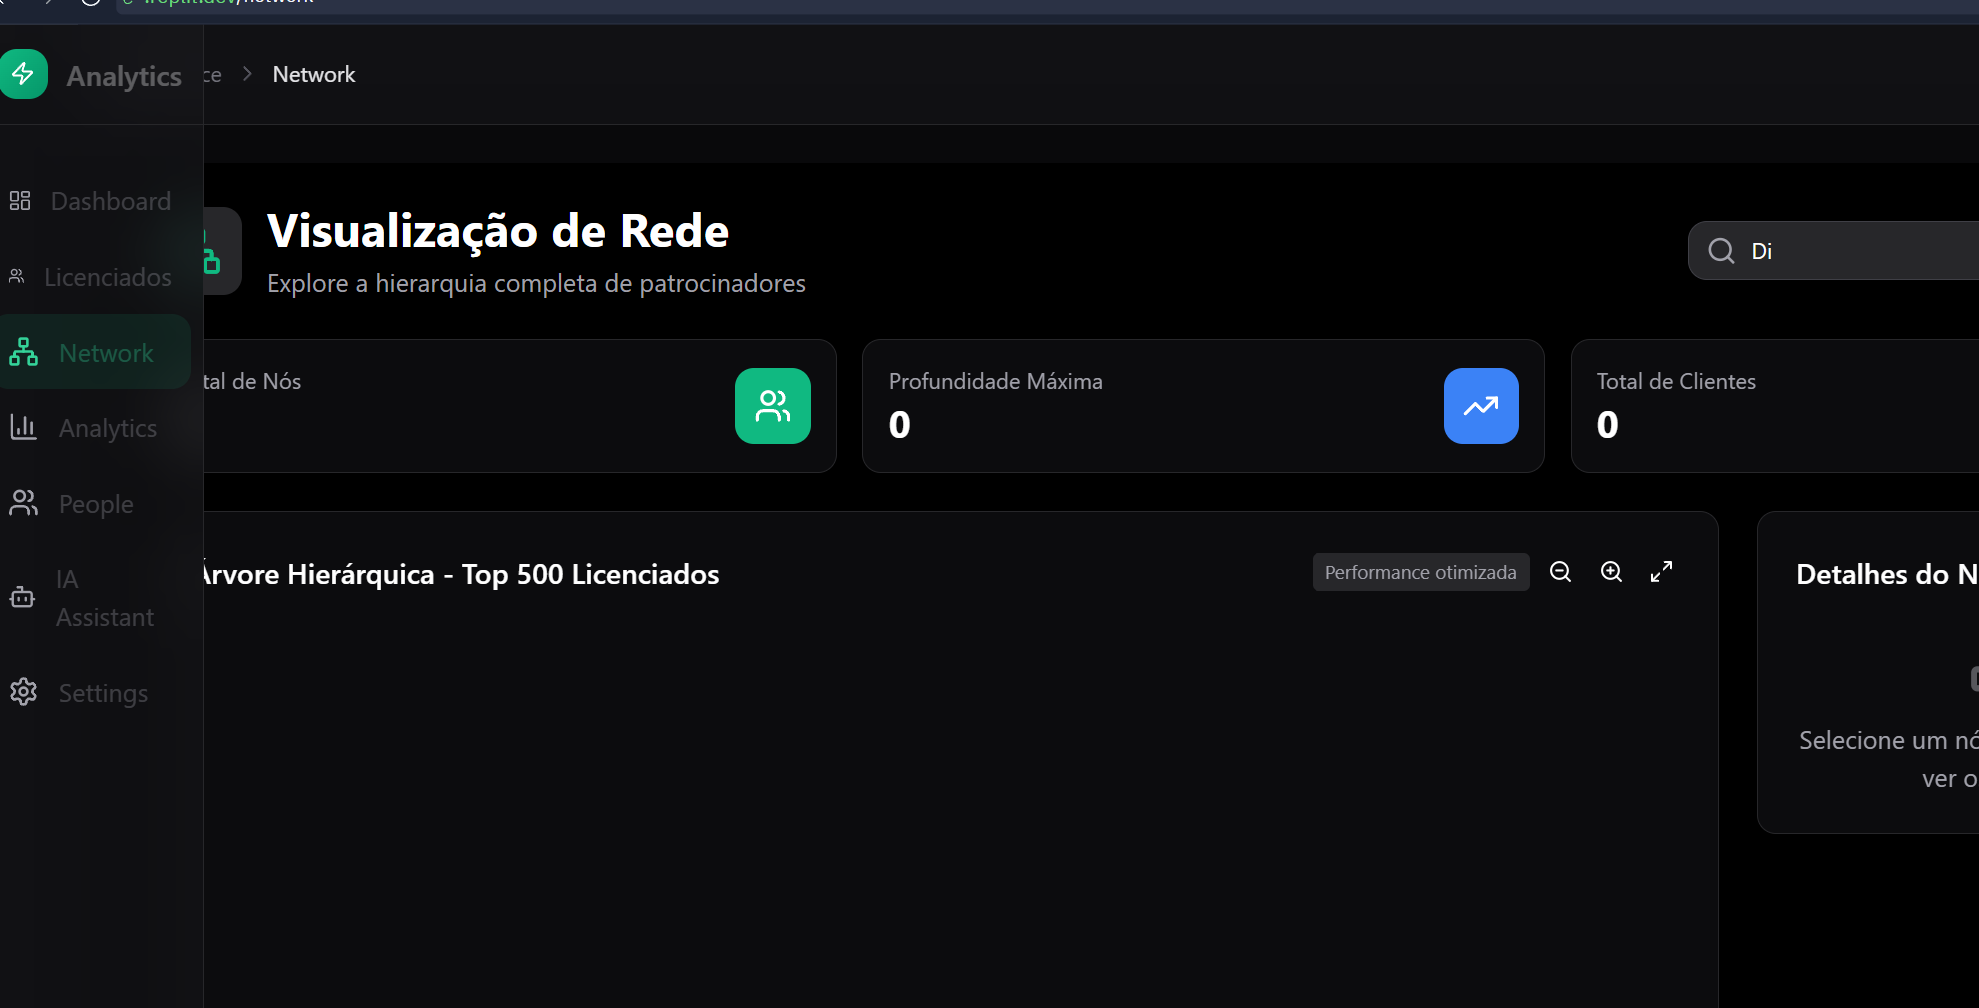 Analytics
ce > Network
Dashboard
Licenciados
Network
Analytics
People
IA
Assistant
Settings
Visualização de Rede
Explore a hierarquia completa de patrocinadores
Di
tal de Nós
Profundidade Máxima
0
Total de Clientes
0
Árvore Hierárquica - Top 500 Licenciados
Performance otimizada
Detalhes do N
Selecione um nó
ver o